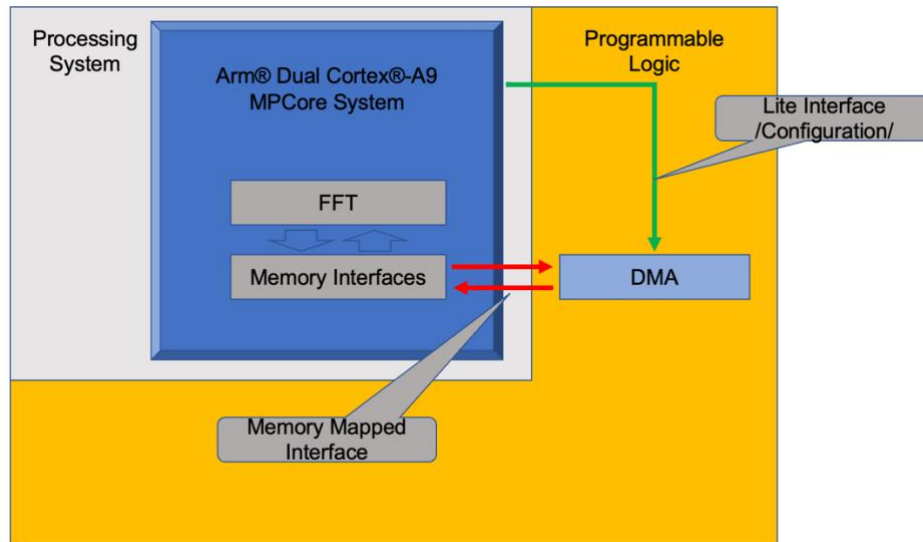 Processing
System
Arm® Dual Cortex®-A9
MPCore System
Programmable
Logic
Lite Interface
/Configuration/
FFT
Memory Interfaces
DMA
Memory Mapped
Interface